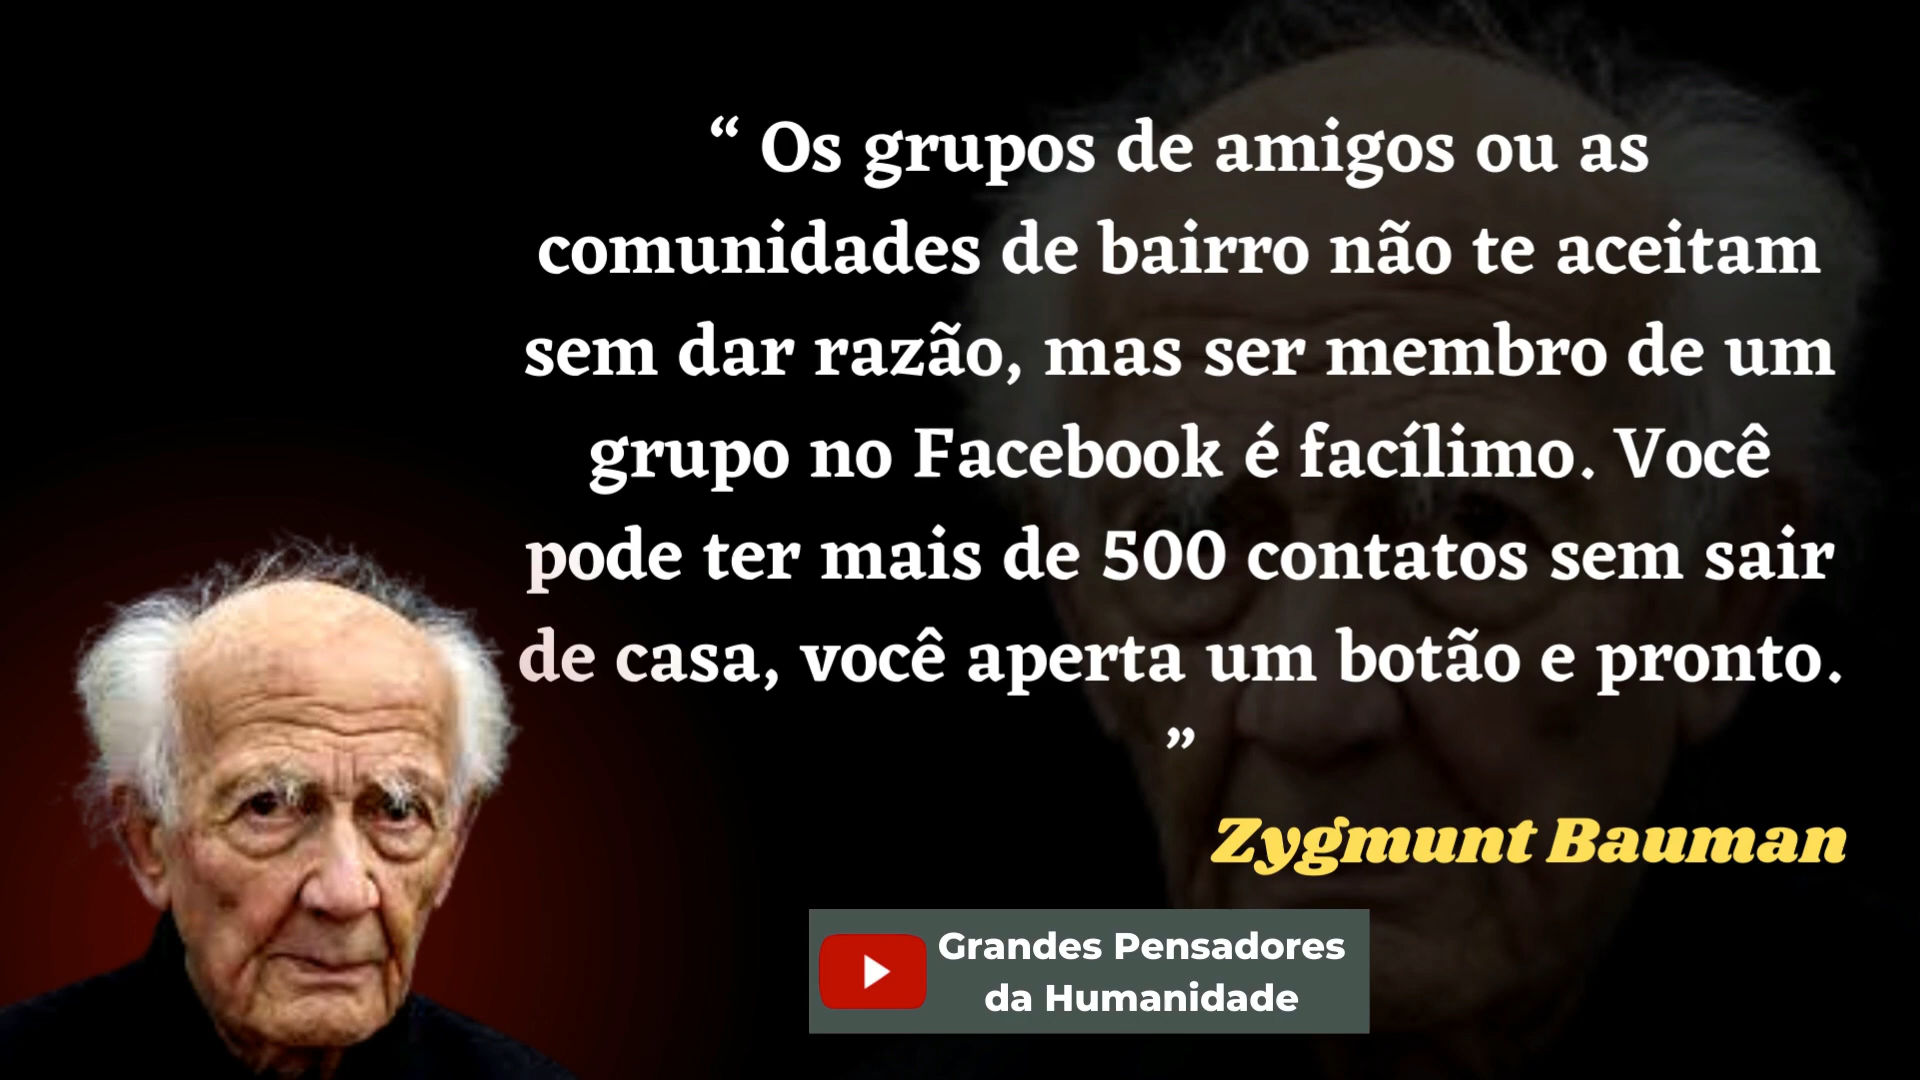 “ Os grupos de amigos ou as
comunidades de bairro não te aceitam
sem dar razão, mas ser membro de um
grupo no Facebook é facílimo. Você
pode ter mais de 500 contatos sem sair
de casa, você aperta um botão e pronto.
”
Zygmunt Bauman
Grandes Pensadores
da Humanidade